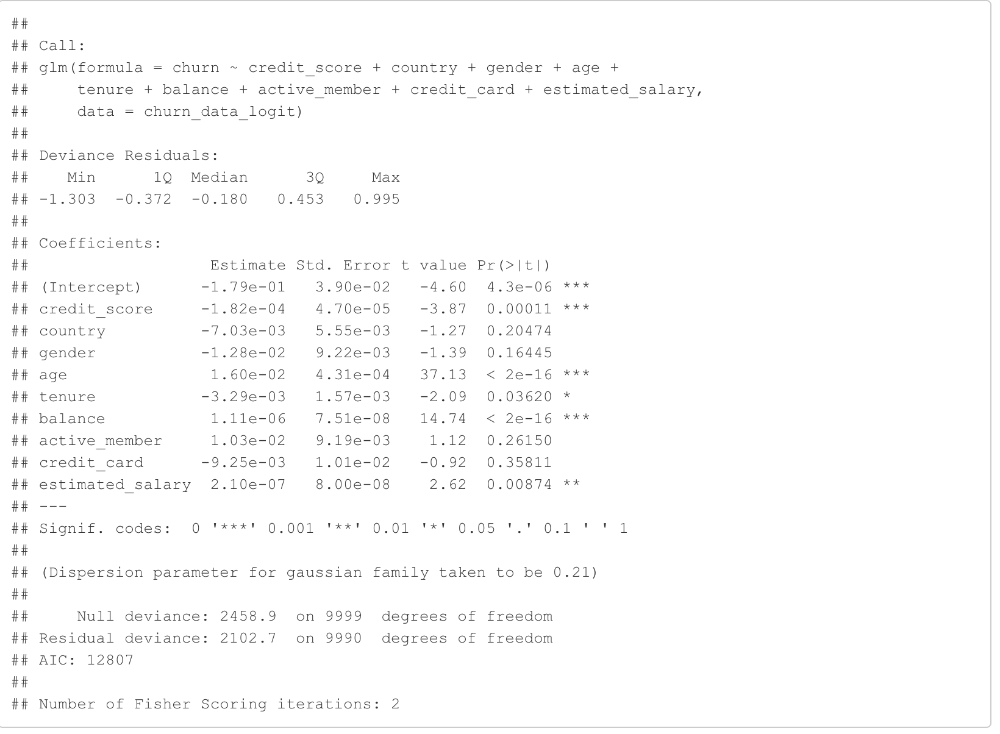 ##
## Call:
## glm(formula = churn ~ credit_score + country + gender + age +
##     tenure + balance + active_member + credit_card + estimated_salary,
##     data = churn_data_logit)
##
## Deviance Residuals:
##    Min      1Q  Median      3Q     Max
## -1.303  -0.372  -0.180   0.453   0.995
##
## Coefficients:
##                   Estimate Std. Error t value Pr(>|t|)
## (Intercept)      -1.79e-01   3.90e-02   -4.60  4.3e-06 ***
## credit_score     -1.82e-04   4.70e-05   -3.87  0.00011 ***
## country          -7.03e-03   5.55e-03   -1.27  0.20474
## gender           -1.28e-02   9.22e-03   -1.39  0.16445
## age               1.60e-02   4.31e-04   37.13  < 2e-16 ***
## tenure           -3.29e-03   1.57e-03   -2.09  0.03620 *
## balance           1.11e-06   7.51e-08   14.74  < 2e-16 ***
## active_member     1.03e-02   9.19e-03    1.12  0.26150
## credit_card      -9.25e-03   1.01e-02   -0.92  0.35811
## estimated_salary  2.10e-07   8.00e-08    2.62  0.00874 **
## ---
## Signif. codes:  0 '***' 0.001 '**' 0.01 '*' 0.05 '.' 0.1 ' ' 1
##
## (Dispersion parameter for gaussian family taken to be 0.21)
##
##     Null deviance: 2458.9  on 9999  degrees of freedom
## Residual deviance: 2102.7  on 9990  degrees of freedom
## AIC: 12807
##
## Number of Fisher Scoring iterations: 2